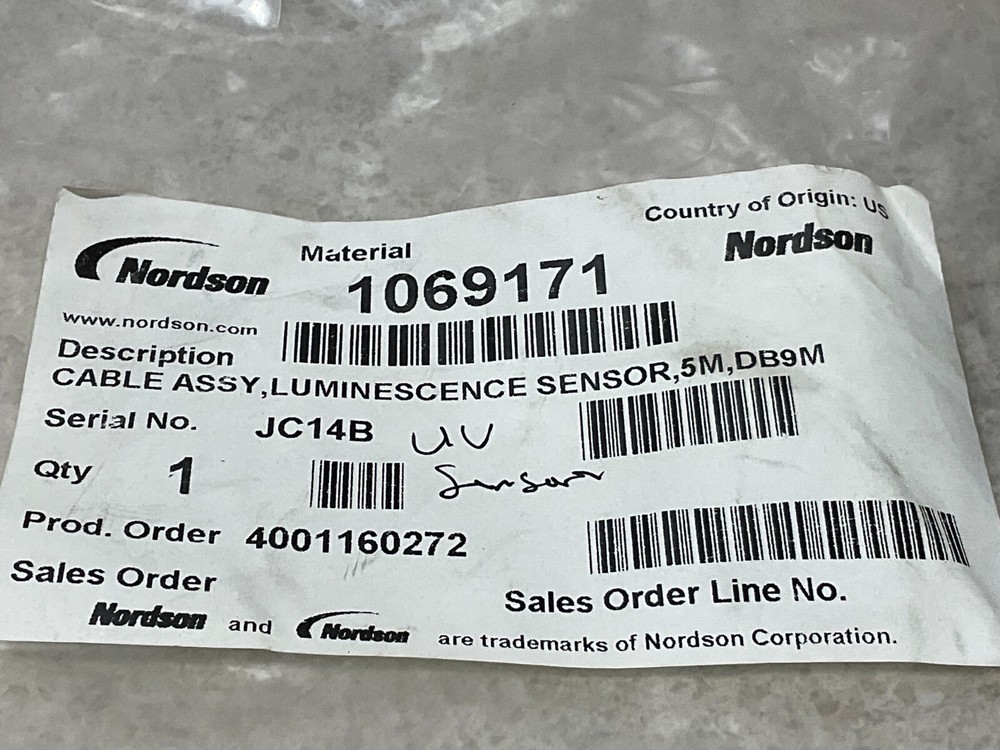 Country of Origin: US
Nordson
Material
Nordson
1069171
www.nordson.com
Description
CABLE ASSY,LUMINESCENCE SENSOR,5M,DB9M
Serial No. JC14B UV
Qty 1 Sensor
Prod. Order 4001160272
Sales Order
Sales Order Line No.
Nordson and Nordson are trademarks of Nordson Corporation.